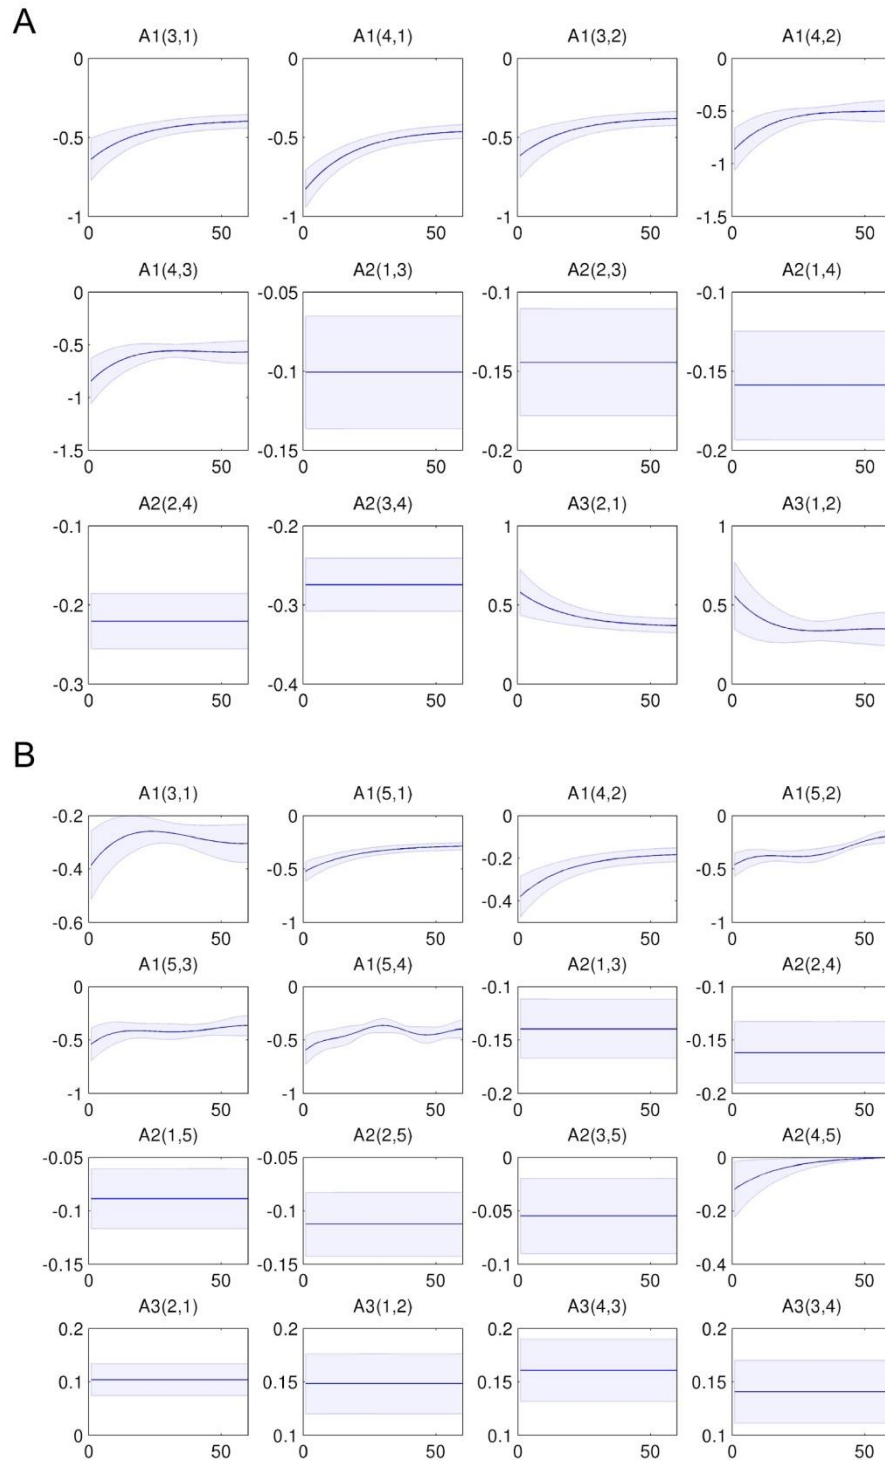 A
A1(3,1) A1(4,1) A1(3,2) A1(4,2)
0 0 0 0
-0.5 -0.5 -0.5 -0.5
-1
-1 -1 -1 -1.5
0 50 0 50 0 50 0 50
A1(4,3) A2(1,3) A2(2,3) A2(1,4)
0 -0.05 -0.1 -0.1
-0.5
-0.1 -0.15 -0.15
-1
-1.5 -0.15 -0.2 -0.2
0 50 0 50 0 50 0 50
A2(2,4) A2(3,4) A3(2,1) A3(1,2)
-0.1 -0.2 1 1
-0.2 -0.3 0.5 0.5
-0.3 -0.4 0 0
0 50 0 50 0 50 0 50
B
A1(3,1) A1(5,1) A1(4,2) A1(5,2)
-0.2 0 0 0
-0.4 -0.5 -0.2 -0.5
-0.4
-0.6 -1 -1
0 50 0 50 0 50 0 50
A1(5,3) A1(5,4) A2(1,3) A2(2,4)
0 0 -0.1 -0.1
-0.5 -0.5 -0.15 -0.15
-1 -1 -0.2 -0.2
0 50 0 50 0 50 0 50
A2(1,5) A2(2,5) A2(3,5) A2(4,5)
-0.05 -0.05 0 0
-0.1 -0.1 -0.05 -0.2
-0.15 -0.15 -0.1 -0.4
0 50 0 50 0 50 0 50
A3(2,1) A3(1,2) A3(4,3) A3(3,4)
0.2 0.2 0.2 0.2
0.1 0.15 0.15 0.15
0 0.1 0.1 0.1
0 50 0 50 0 50 0 50